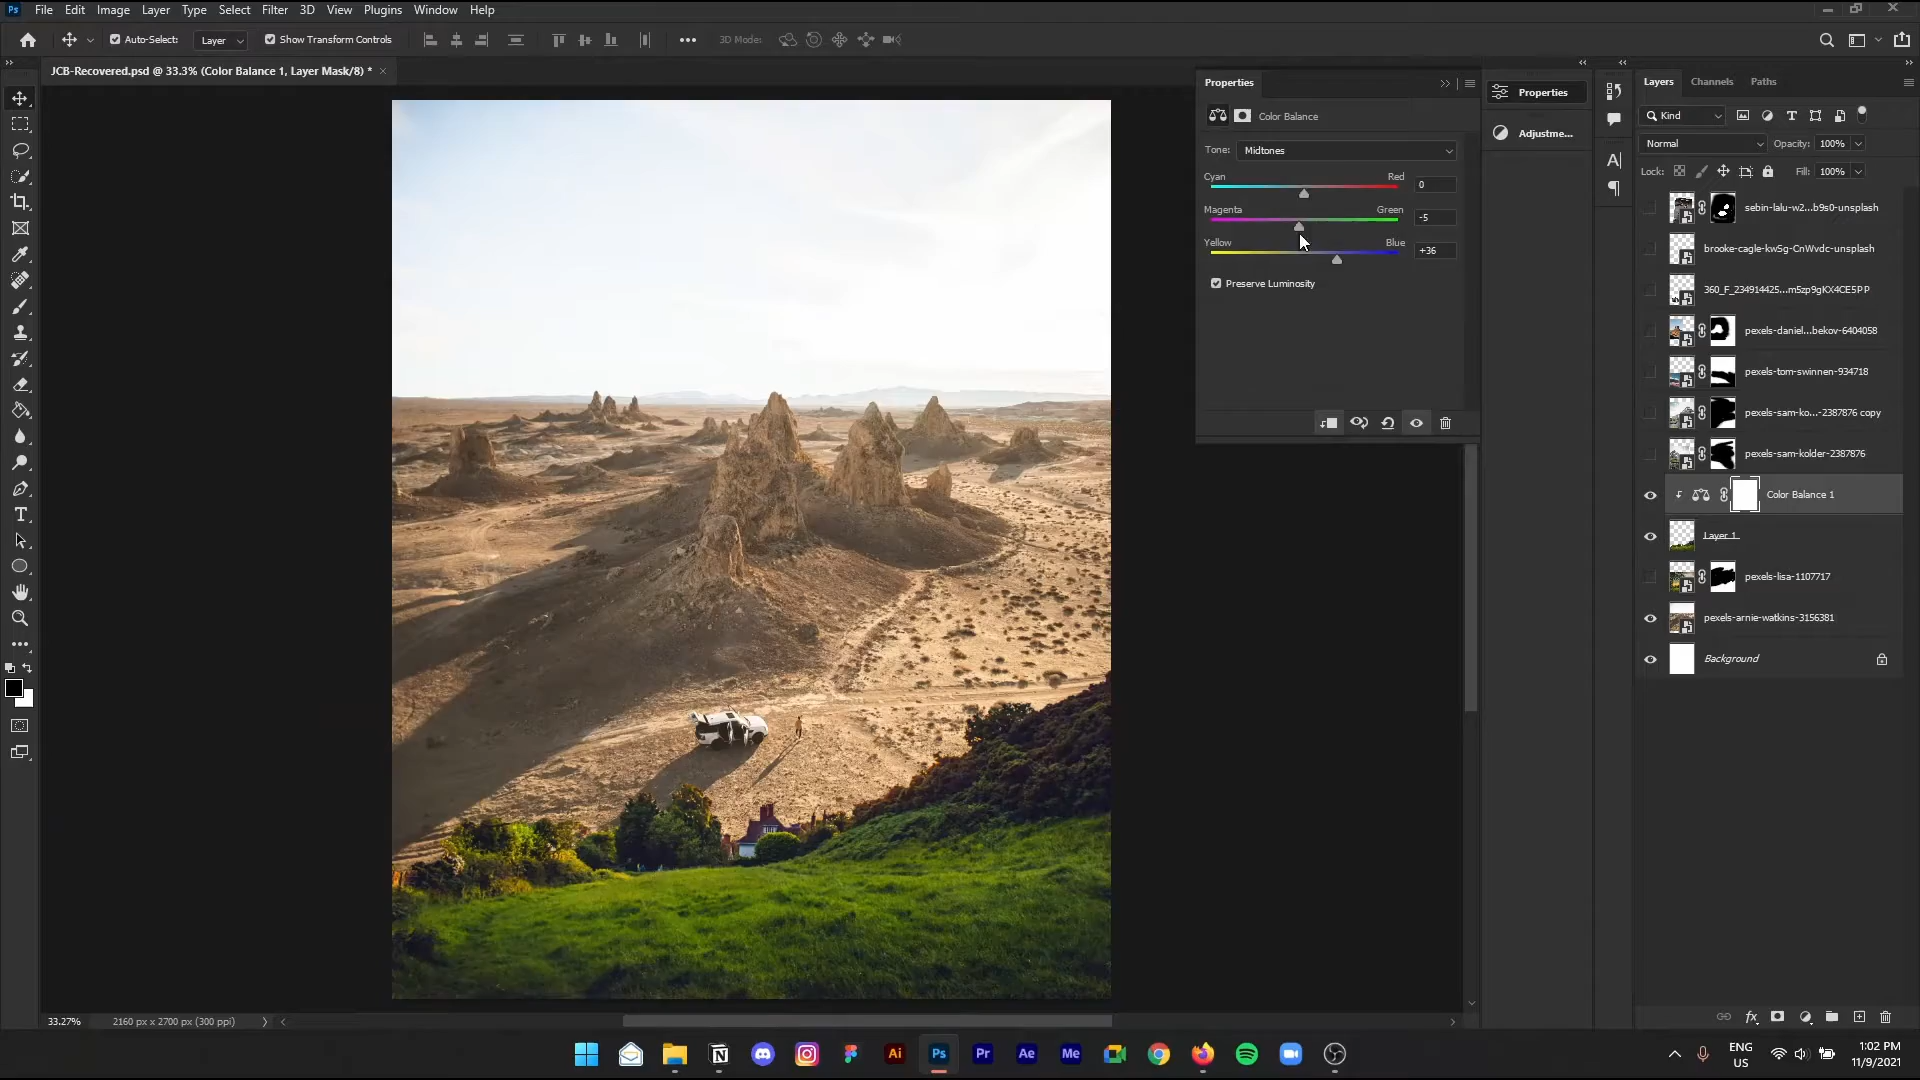 Ps File Edit Image Layer Type Select Filter 3D View Plugins Window Help
Auto-Select: Layer Show Transform Controls 3D Mode:
JCB-Recovered.psd @ 33.3% (Color Balance 1, Layer Mask/8) *
Properties
Color Balance
Tone: Midtones
Cyan Red 0
Magenta Green -5
Yellow Blue +36
Preserve Luminosity
Properties
Adjustme...
Layers Channels Paths
Kind
Normal Opacity: 100%
Lock: Fill: 100%
sebin-lalu-w2...b9s0-unsplash
brooke-cagle-kwSg-CnWvdc-unsplash
360_F_234914425...m5zp9gKX4CE5PP
pexels-daniel...bekov-6404058
pexels-tom-swinnen-934718
pexels-sam-ko...-2387876 copy
pexels-sam-kolder-2387876
Color Balance 1
Layer 1
pexels-lisa-1107717
pexels-arnie-watkins-3156381
Background
33.27% 2160 px x 2700 px (300 ppi)
Ai Ps Pr Ae Me
ENG
US
1:02 PM
11/9/2021